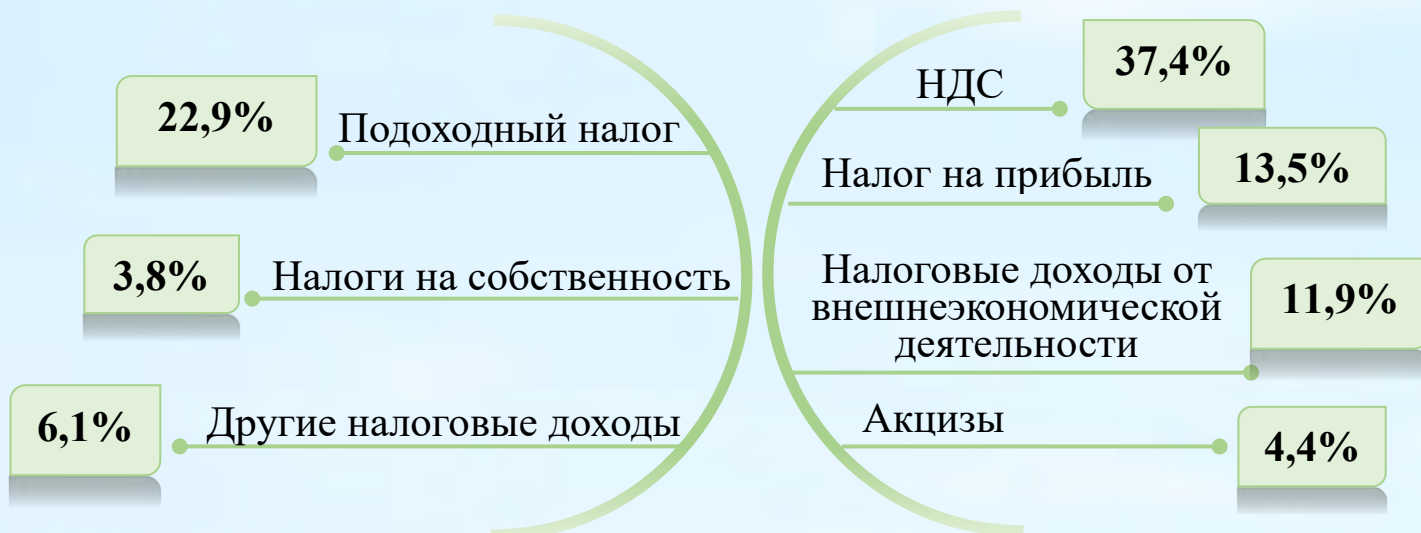 22,9%
Подоходный налог
3,8%
Налоги на собственность
6,1%
Другие налоговые доходы
НДС
37,4%
Налог на прибыль
13,5%
Налоговые доходы от
внешнеэкономической
деятельности
11,9%
Акцизы
4,4%